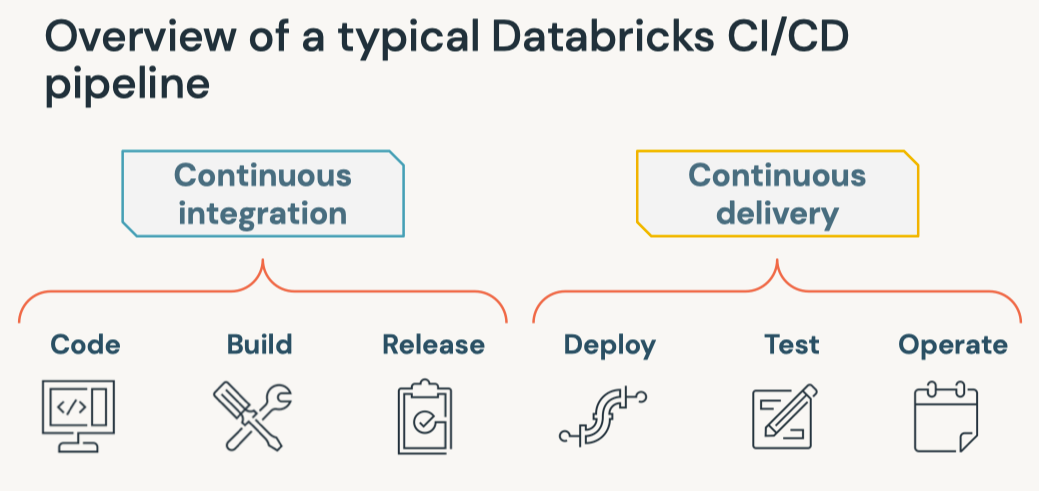 Overview of a typical Databricks CI/CD
pipeline
Continuous
integration
Continuous
delivery
Code
Build
Release
Deploy
Test
Operate
</>